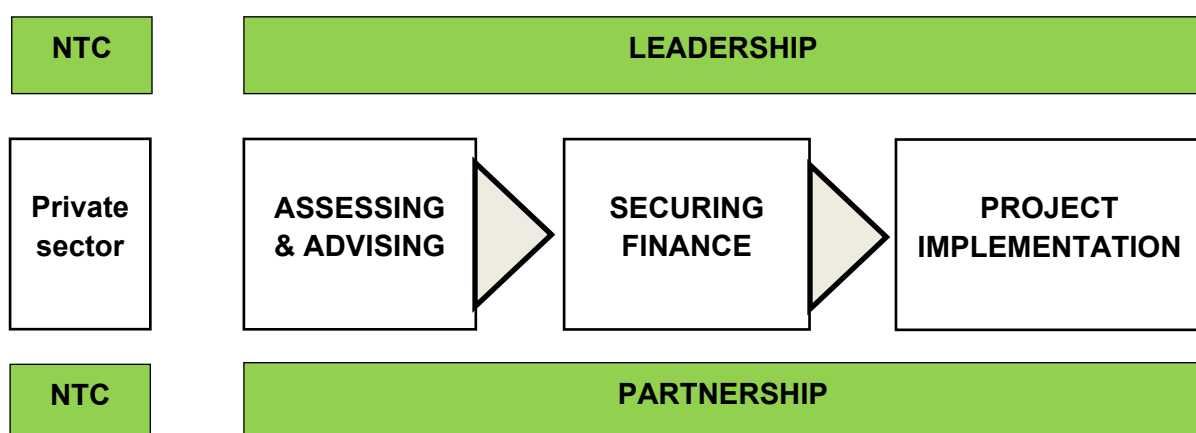 NTC
LEADERSHIP
Private
sector
ASSESSING
& ADVISING
SECURING
FINANCE
PROJECT
IMPLEMENTATION
NTC
PARTNERSHIP